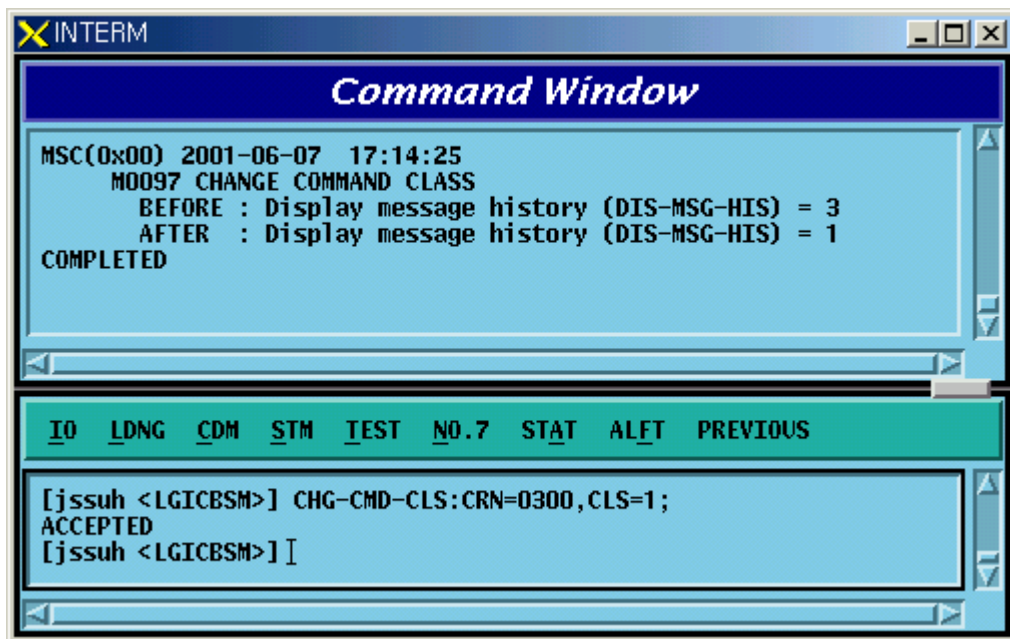 INTERM
Command Window
MSC(0x00) 2001-06-07 17:14:25
M0097 CHANGE COMMAND CLASS
BEFORE : Display message history (DIS-MSG-HIS) = 3
AFTER : Display message history (DIS-MSG-HIS) = 1
COMPLETED
IO LDNG CDM STM TEST NO.7 STAT ALFT PREVIOUS
[jssuh <LGICBSM>] CHG-CMD-CLS:CRN=0300,CLS=1;
ACCEPTED
[jssuh <LGICBSM>]